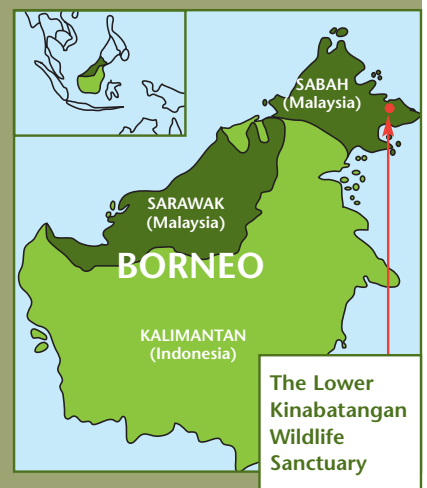 SABAH
(Malaysia)
SARAWAK
(Malaysia)
BORNEO
KALIMANTAN
(Indonesia)
The Lower
Kinabatangan
Wildlife
Sanctuary